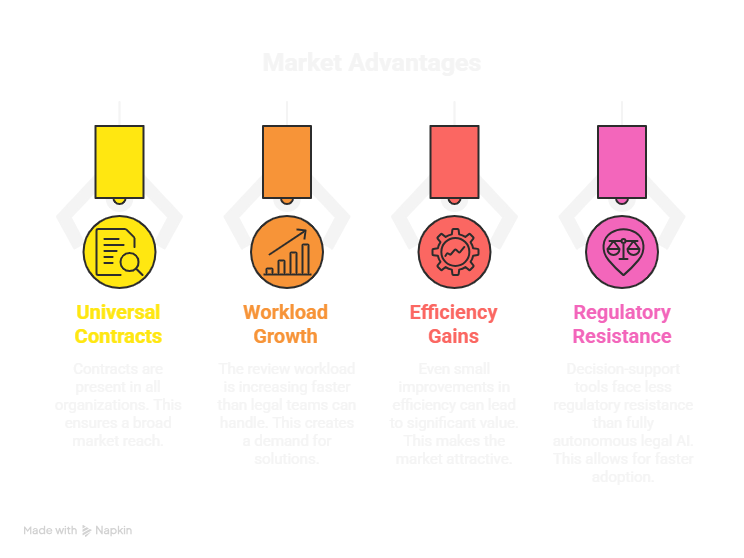 Market Advantages
Universal
Contracts
Contracts are
present in all
organizations. This
ensures a broad
market reach.
Workload
Growth
The review workload
is increasing faster
than legal teams can
handle. This creates
a demand for
solutions.
Efficiency
Gains
Even small
improvements in
efficiency can lead
to significant value.
This makes the
market attractive.
Regulatory
Resistance
Decision-support
tools face less
regulatory resistance
than fully
autonomous legal AI.
This allows for faster
adoption.
Made with Napkin